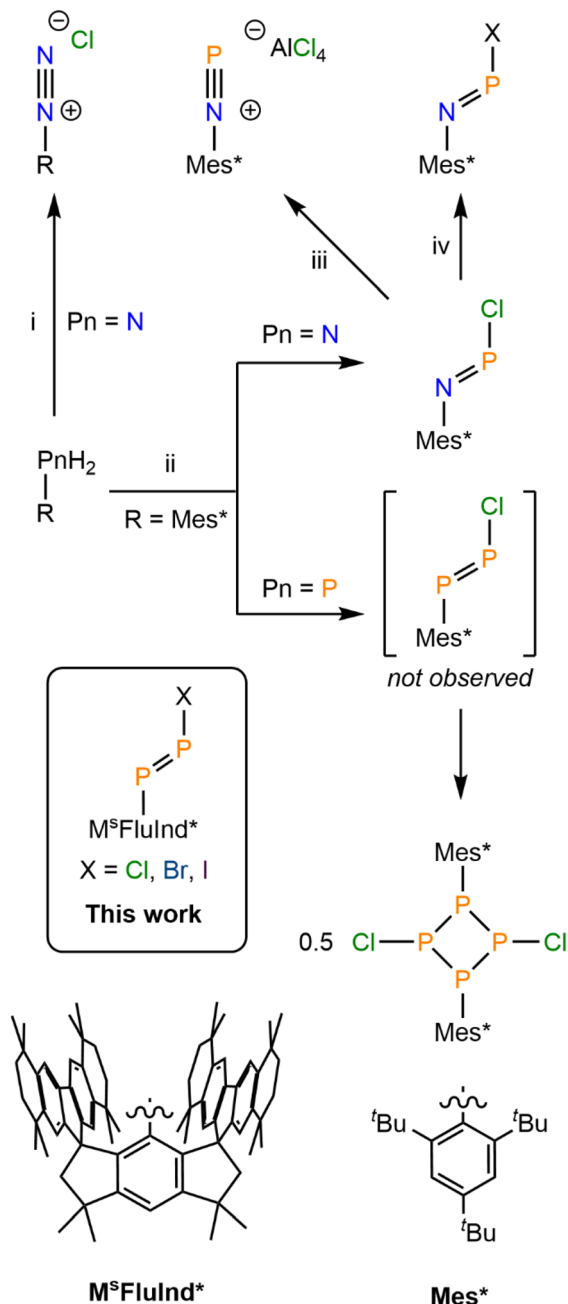 ⊖
N Cl
N ⊕
R
⊖
P AlCl4
N ⊕
Mes*
X
P
N
Mes*
i
Pn = N
iii
iv
Pn = N
Cl
P
N
Mes*
PnH2
R
ii
R = Mes*
Pn = P
Cl
P
P
Mes*
not observed
X
P
P
MˢFluInd*
X = Cl, Br, I
This work
Mes*
P
0.5 Cl P P Cl
P
Mes*
ᵗBu ᵗBu
ᵗBu
MˢFluInd*
Mes*